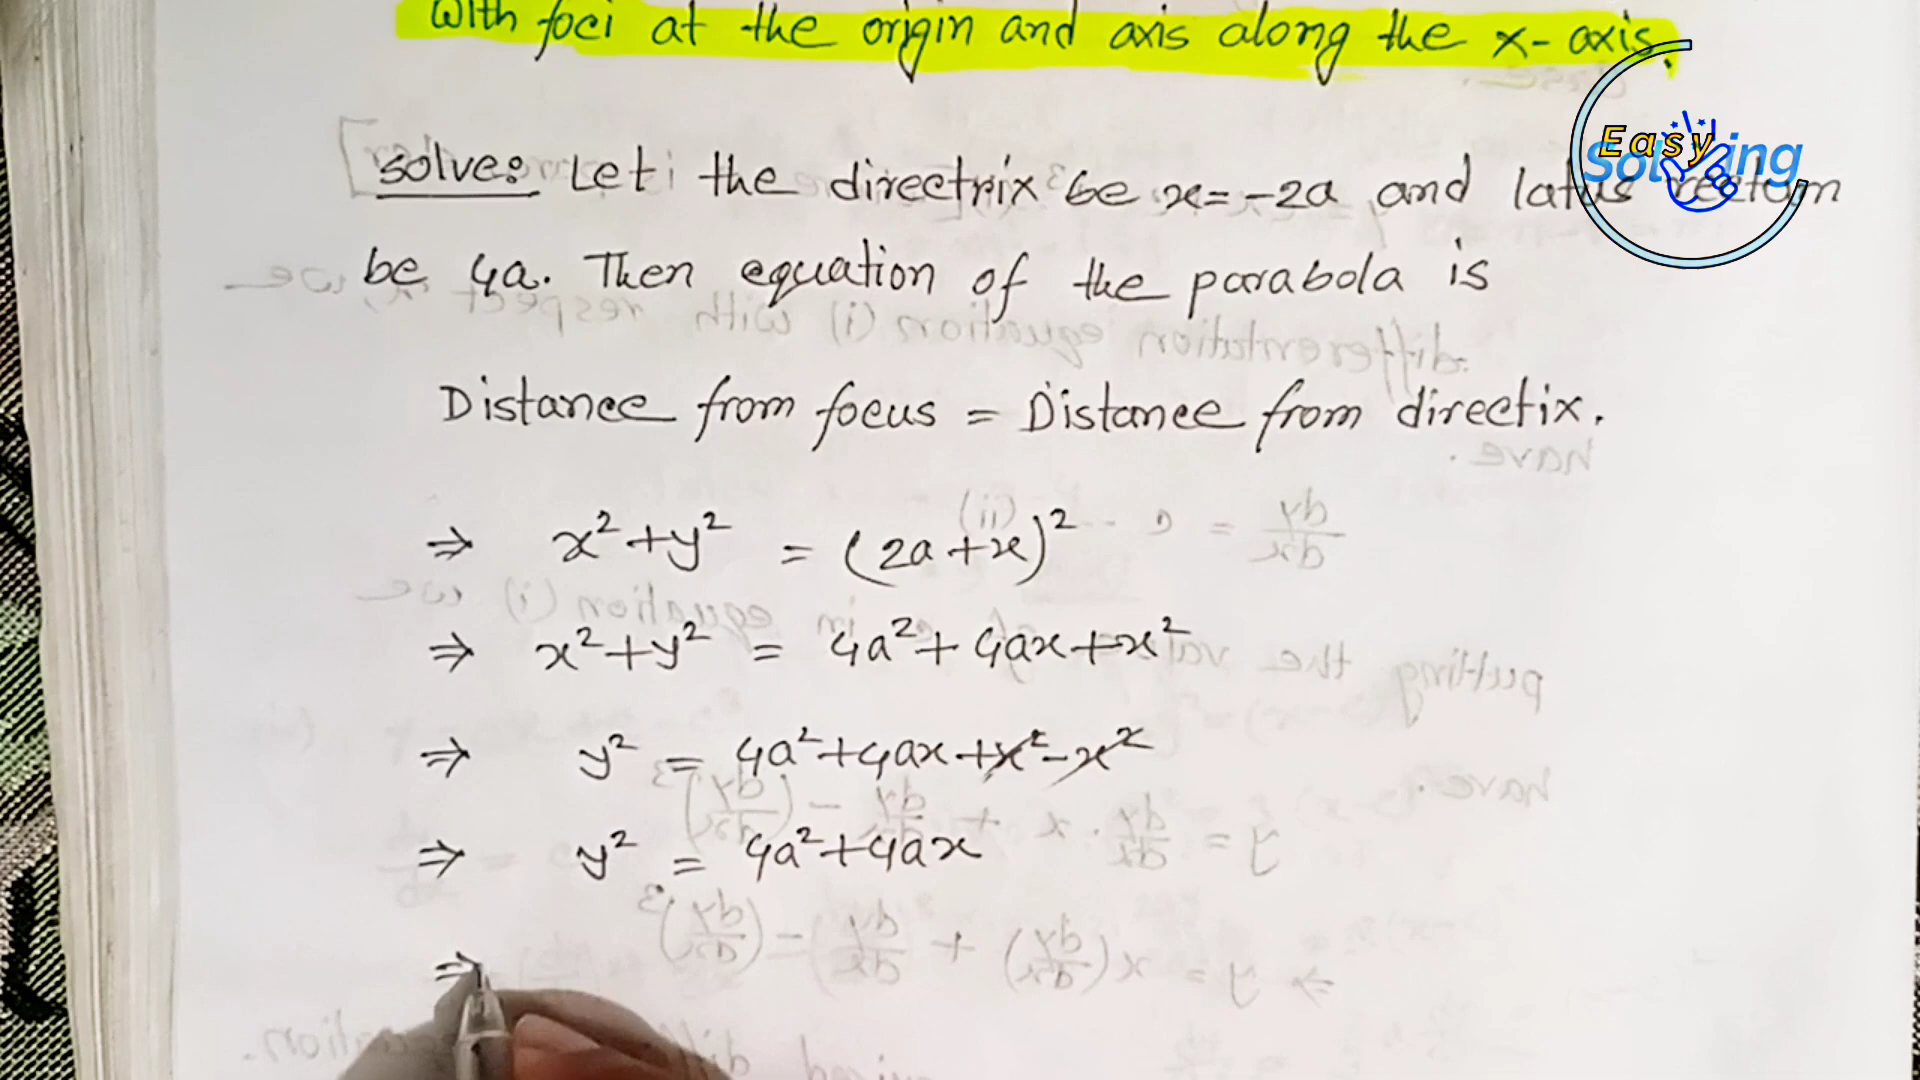 with foci at the origin and axis along the x-axis.
Easy
Solving
solve: Let the directrix be x=-2a and latus rectum
be 4a. Then equation of the parabola is
Distance from focus = Distance from directix.
⇒ x²+y² = (2a+x)²
⇒ x²+y² = 4a²+4ax+x²
⇒ y² = 4a²+4ax+x²-x²
⇒ y² = 4a²+4ax
⇒